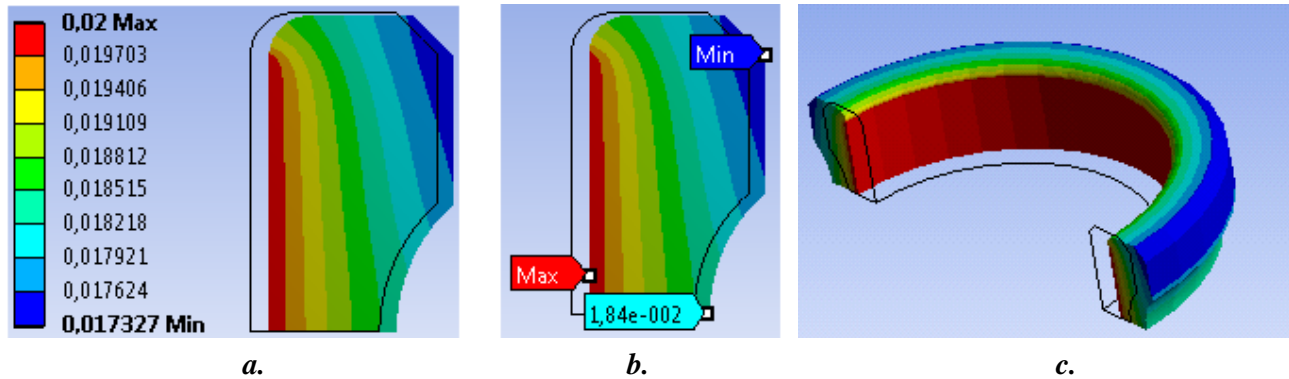 0,02 Max
0,019703
0,019406
0,019109
0,018812
0,018515
0,018218
0,017921
0,017624
0,017327 Min
Min
Max
1,84e-002
a.
b.
c.